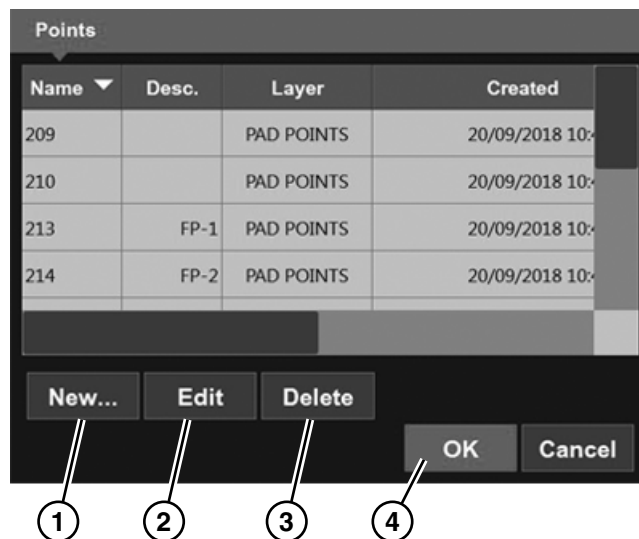 Points
Name Desc. Layer Created
209 PAD POINTS 20/09/2018 10:
210 PAD POINTS 20/09/2018 10:
213 FP-1 PAD POINTS 20/09/2018 10:
214 FP-2 PAD POINTS 20/09/2018 10:
New... Edit Delete
OK Cancel
1 2 3 4